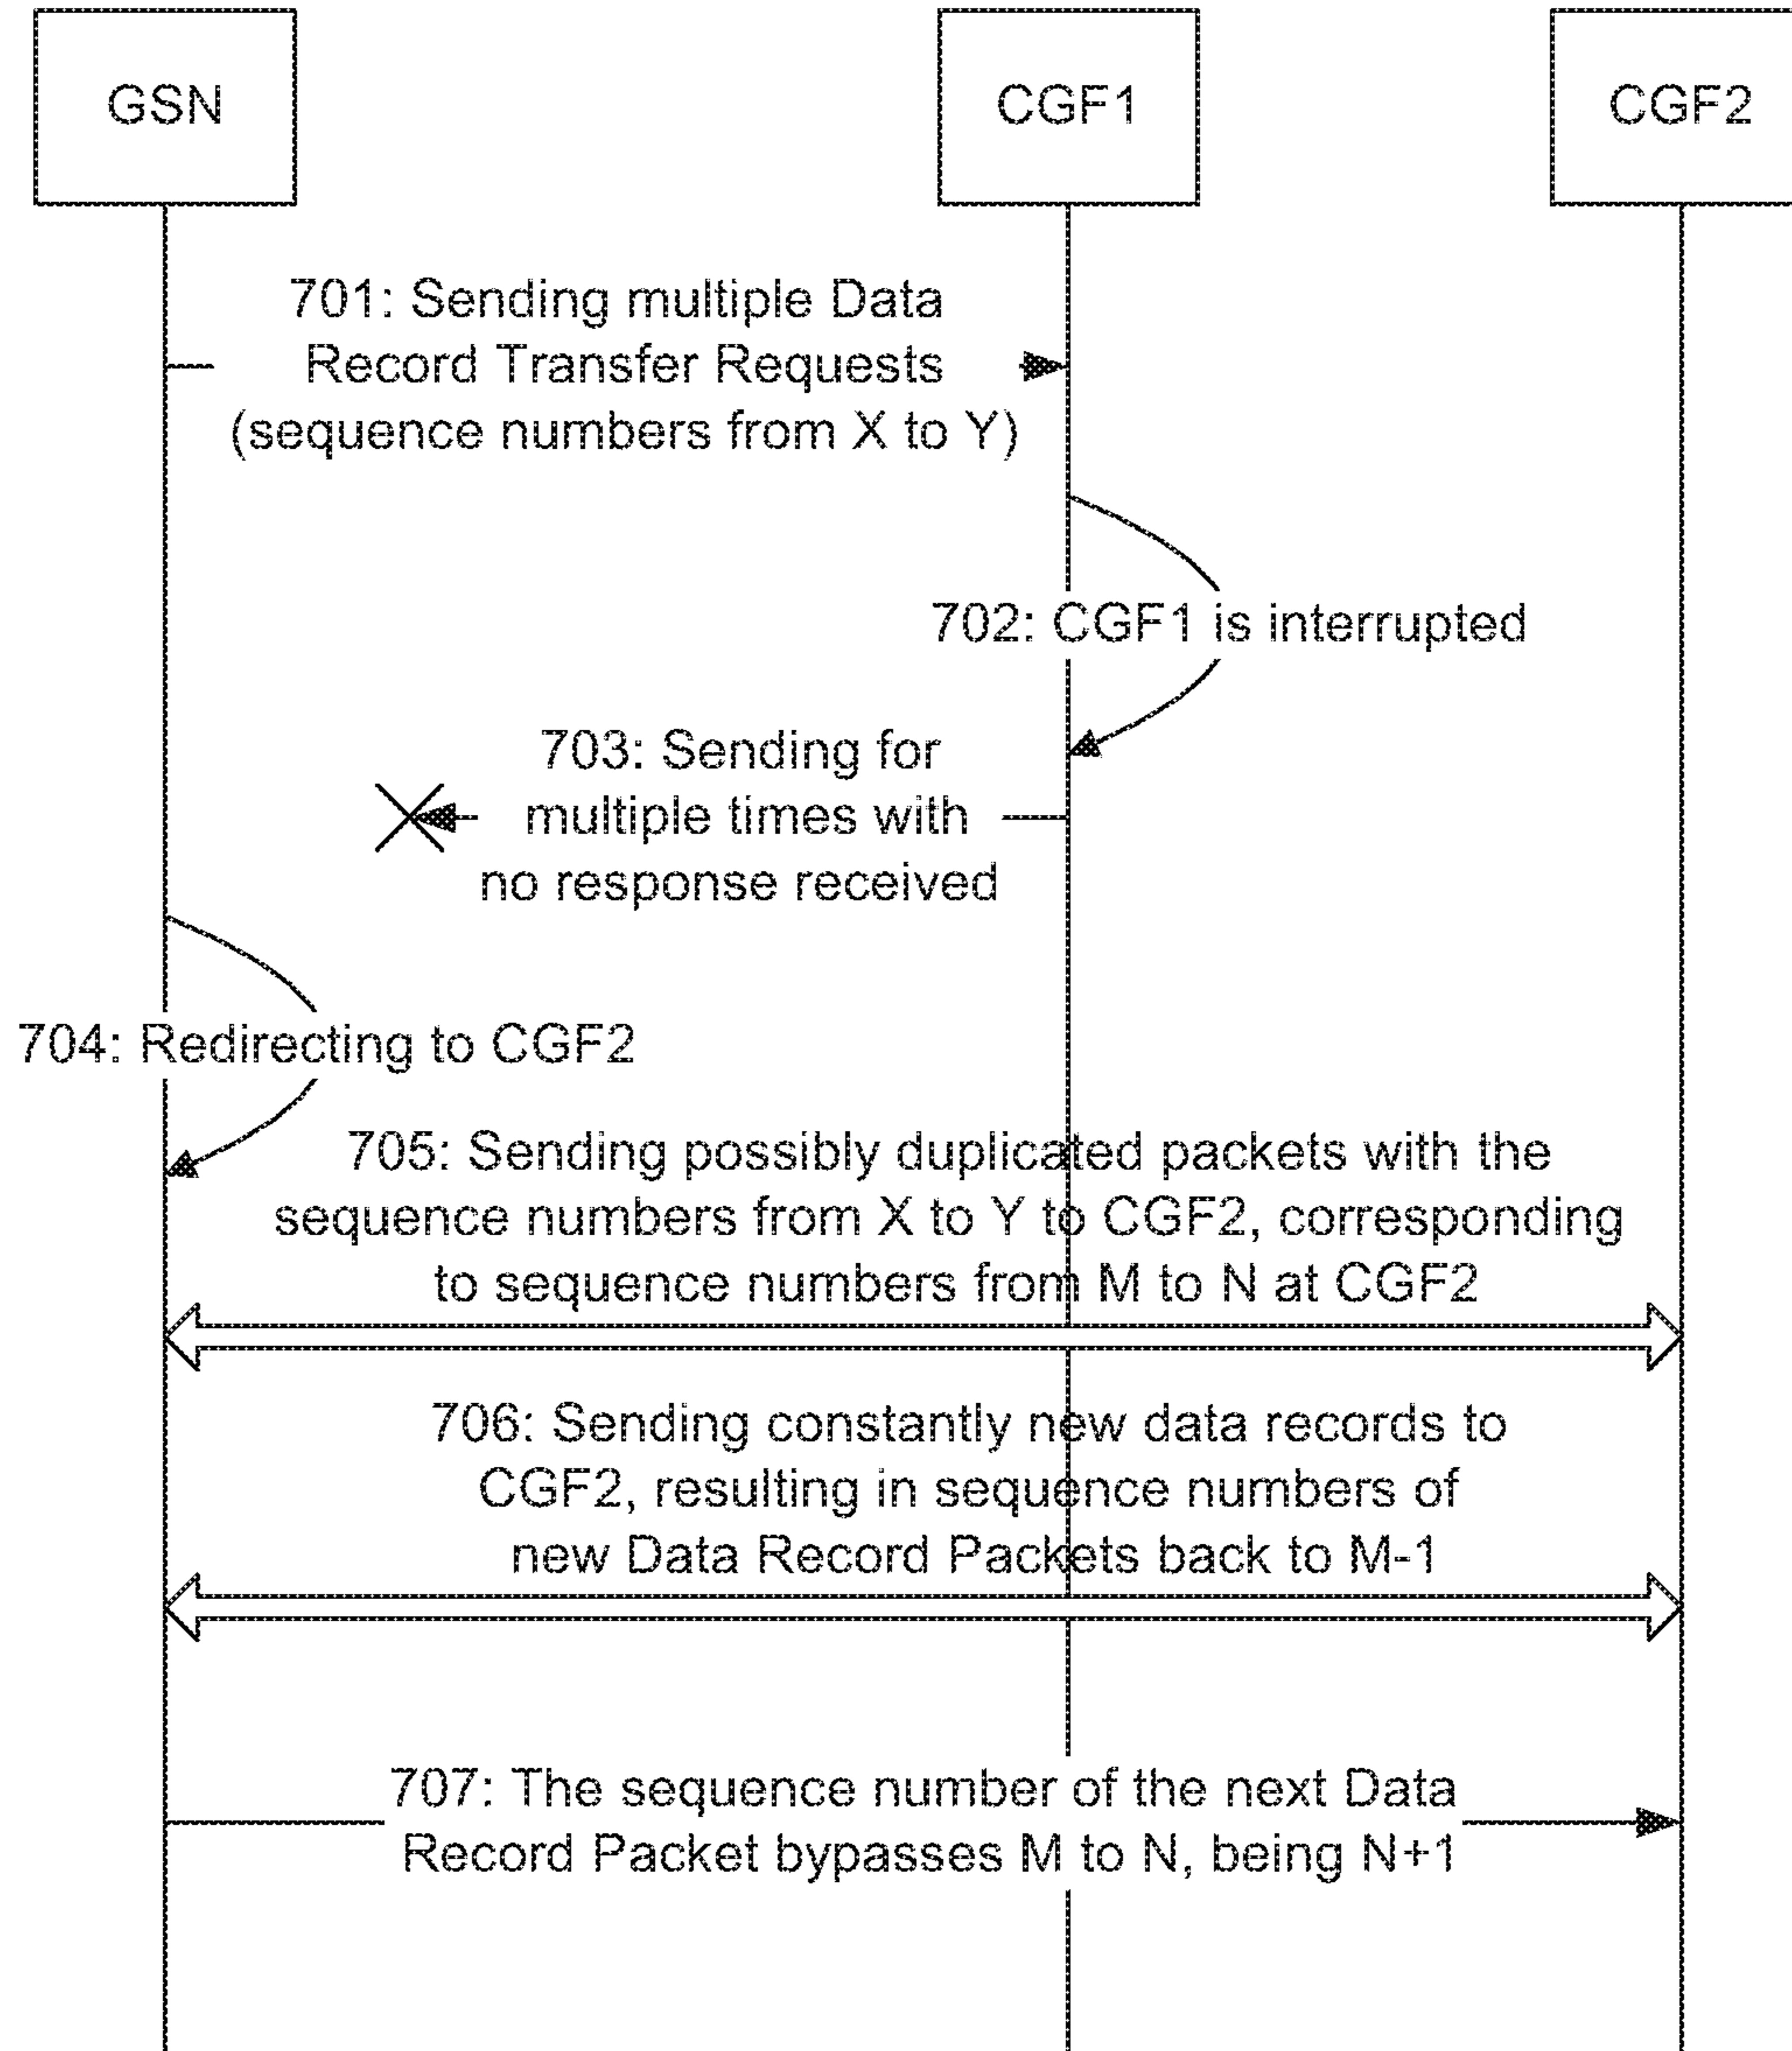 GSN
CGF1
CGF2
701: Sending multiple Data
Record Transfer Requests
(sequence numbers from X to Y)
702: CGF1 is interrupted
703: Sending for
multiple times with
no response received
704: Redirecting to CGF2
705: Sending possibly duplicated packets with the
sequence numbers from X to Y to CGF2, corresponding
to sequence numbers from M to N at CGF2
706: Sending constantly new data records to
CGF2, resulting in sequence numbers of
new Data Record Packets back to M-1
707: The sequence number of the next Data
Record Packet bypasses M to N, being N+1